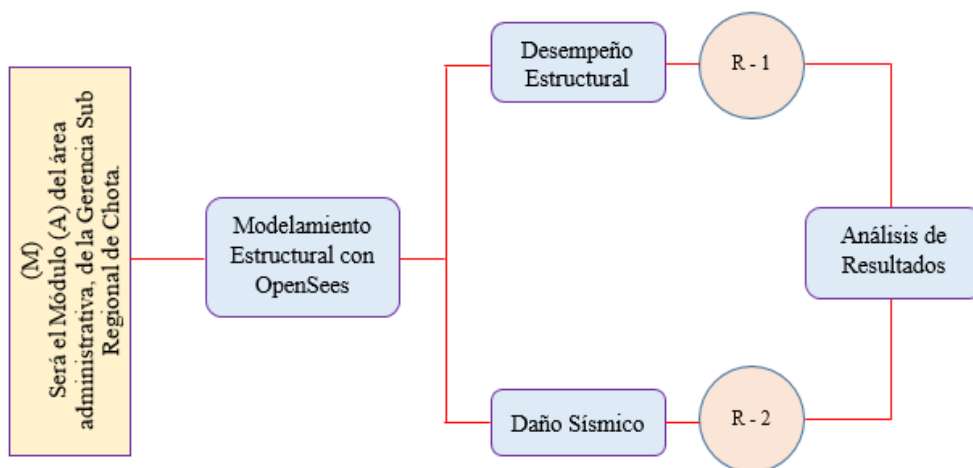 (M)
Será el Módulo (A) del área
administrativa, de la Gerencia Sub
Regional de Chota.
Modelamiento
Estructural con
OpenSees
Desempeño
Estructural
R - 1
Daño Sísmico
R - 2
Análisis de
Resultados